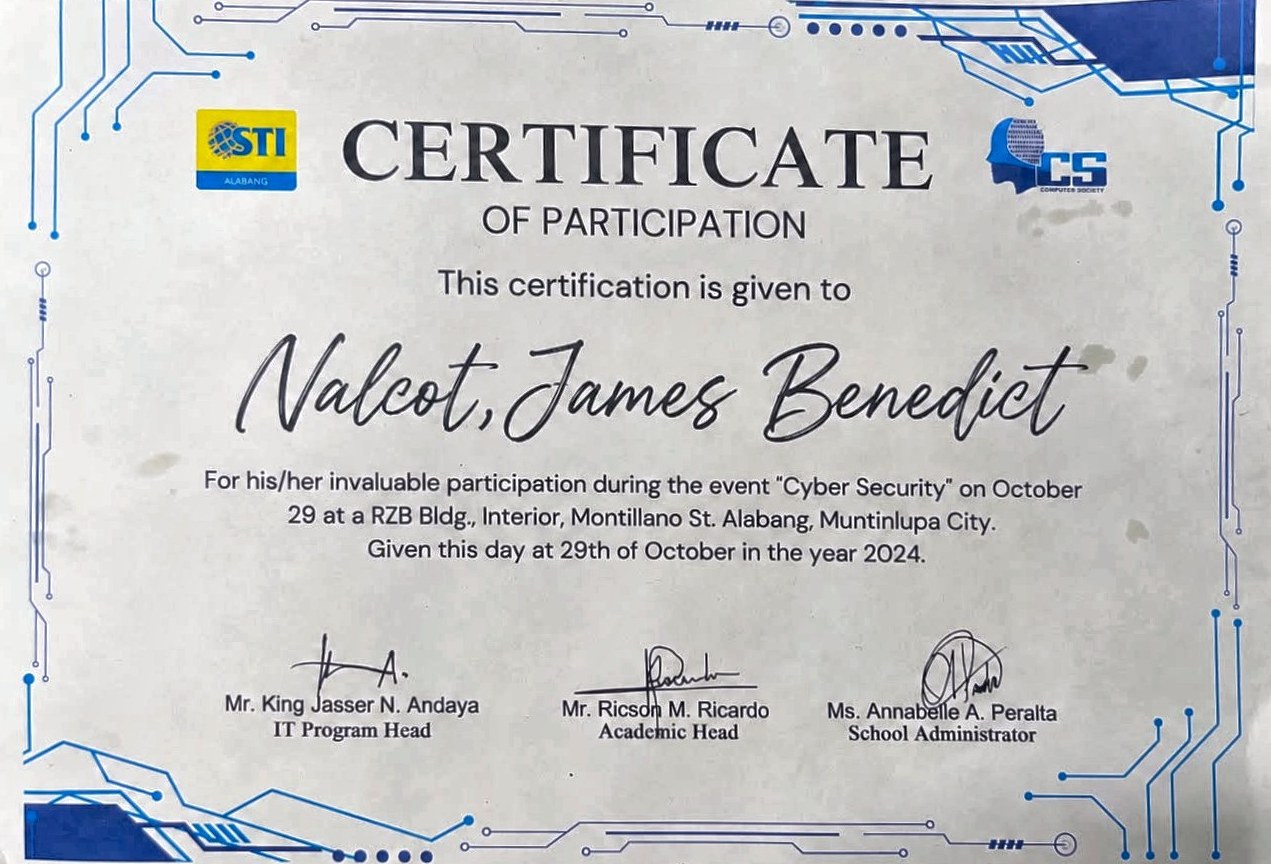 STI
ALABANG
CERTIFICATE
CS
COMPUTER SOCIETY
OF PARTICIPATION
This certification is given to
Nalcot, James Benedict
For his/her invaluable participation during the event "Cyber Security" on October
29 at a RZB Bldg., Interior, Montillano St. Alabang, Muntinlupa City.
Given this day at 29th of October in the year 2024.
Mr. King Jasser N. Andaya
IT Program Head
Mr. Ricson M. Ricardo
Academic Head
Ms. Annabelle A. Peralta
School Administrator